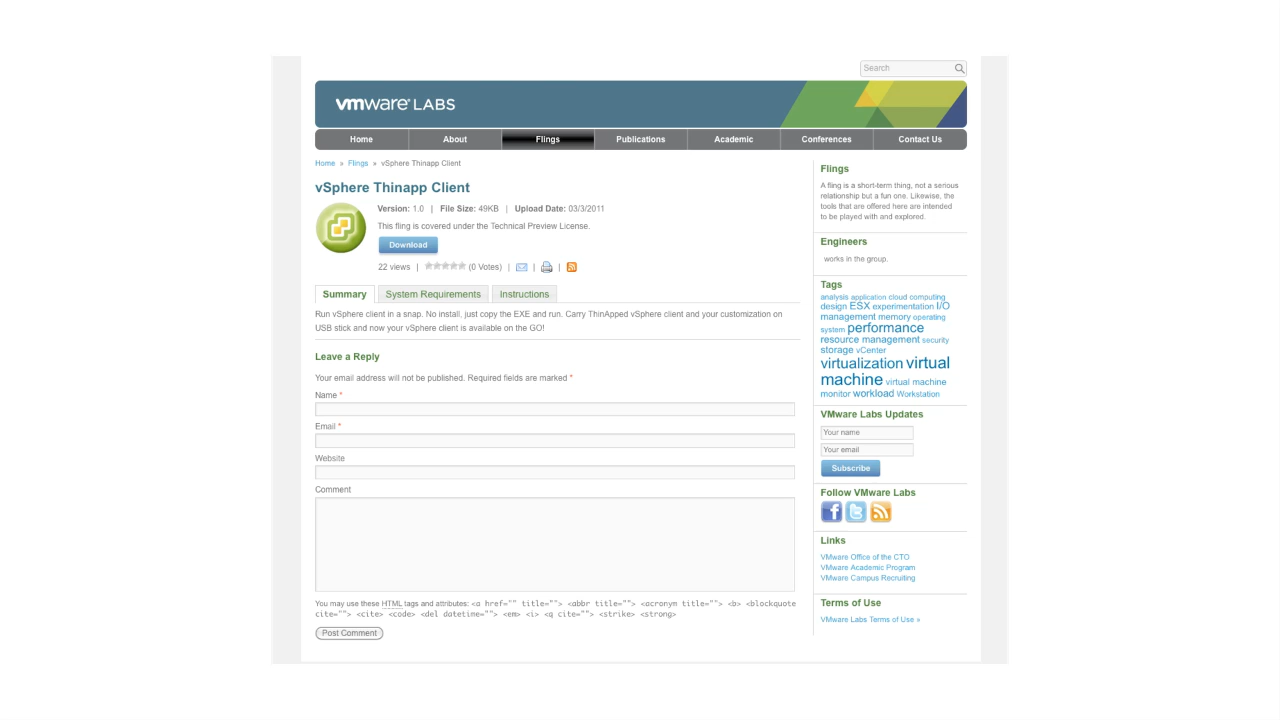 Search
vmware® LABS
Home About Flings Publications Academic Conferences Contact Us
Home » Flings » vSphere Thinapp Client
vSphere Thinapp Client
Version: 1.0 | File Size: 49KB | Upload Date: 03/3/2011
This fling is covered under the Technical Preview License.
Download
22 views | (0 Votes) | | |
Summary System Requirements Instructions
Run vSphere client in a snap. No install, just copy the EXE and run. Carry ThinApped vSphere client and your customization on
USB stick and now your vSphere client is available on the GO!
Leave a Reply
Your email address will not be published. Required fields are marked *
Name *
Email *
Website
Comment
You may use these HTML tags and attributes: <a href="" title=""> <abbr title=""> <acronym title=""> <b> <blockquote
cite=""> <cite> <code> <del datetime=""> <em> <i> <q cite=""> <strike> <strong>
Post Comment
Flings
A fling is a short-term thing, not a serious
relationship but a fun one. Likewise, the
tools that are offered here are intended
to be played with and explored.
Engineers
works in the group.
Tags
analysis application cloud computing
design ESX experimentation I/O
management memory operating
system performance
resource management security
storage vCenter
virtualization virtual
machine virtual machine
monitor workload Workstation
VMware Labs Updates
Your name
Your email
Subscribe
Follow VMware Labs
Links
VMware Office of the CTO
VMware Academic Program
VMware Campus Recruiting
Terms of Use
VMware Labs Terms of Use »